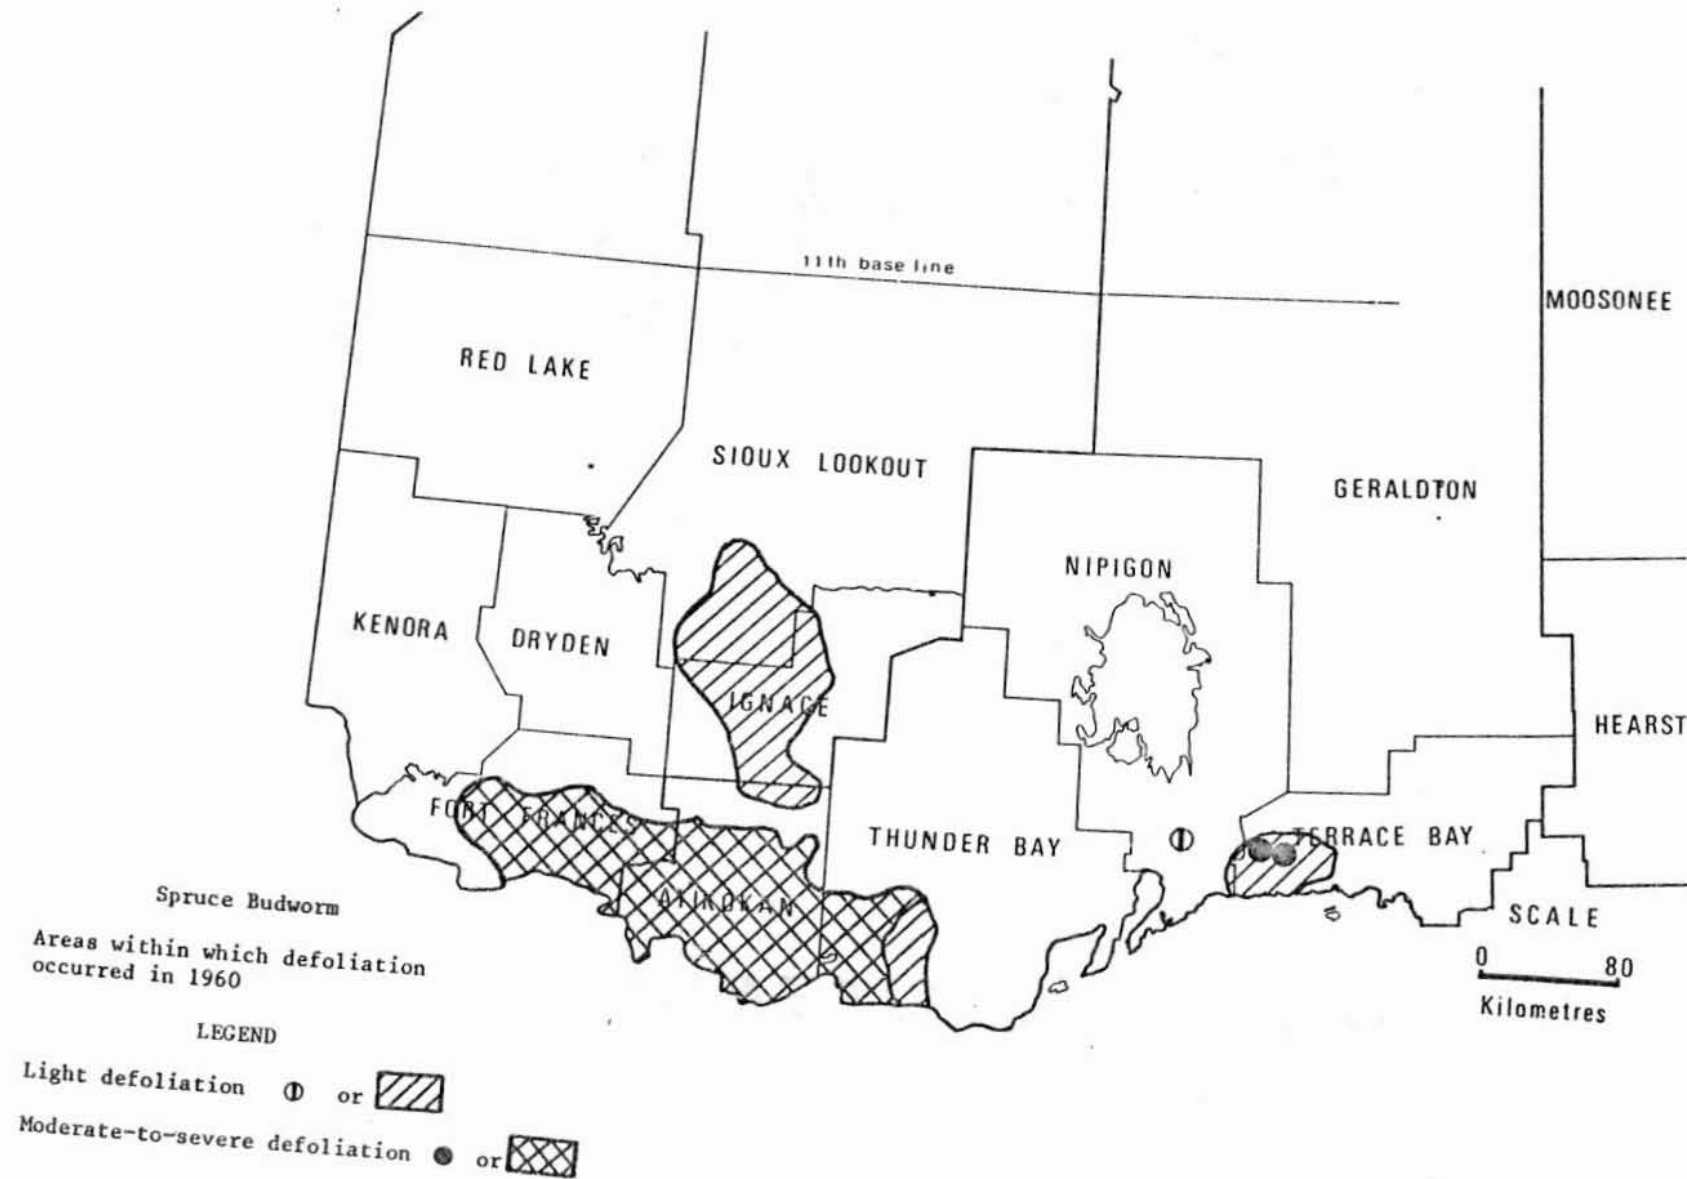 11th base line
MOOSONEE
RED LAKE
SIOUX LOOKOUT
GERALDTON
NIPIGON
KENORA
DRYDEN
IGNACE
HEARST
FORT FRANCES
THUNDER BAY
TERRACE BAY
ATIKOKAN
SCALE
0 80
Kilometres
Spruce Budworm
Areas within which defoliation
occurred in 1960
LEGEND
Light defoliation or
Moderate-to-severe defoliation or